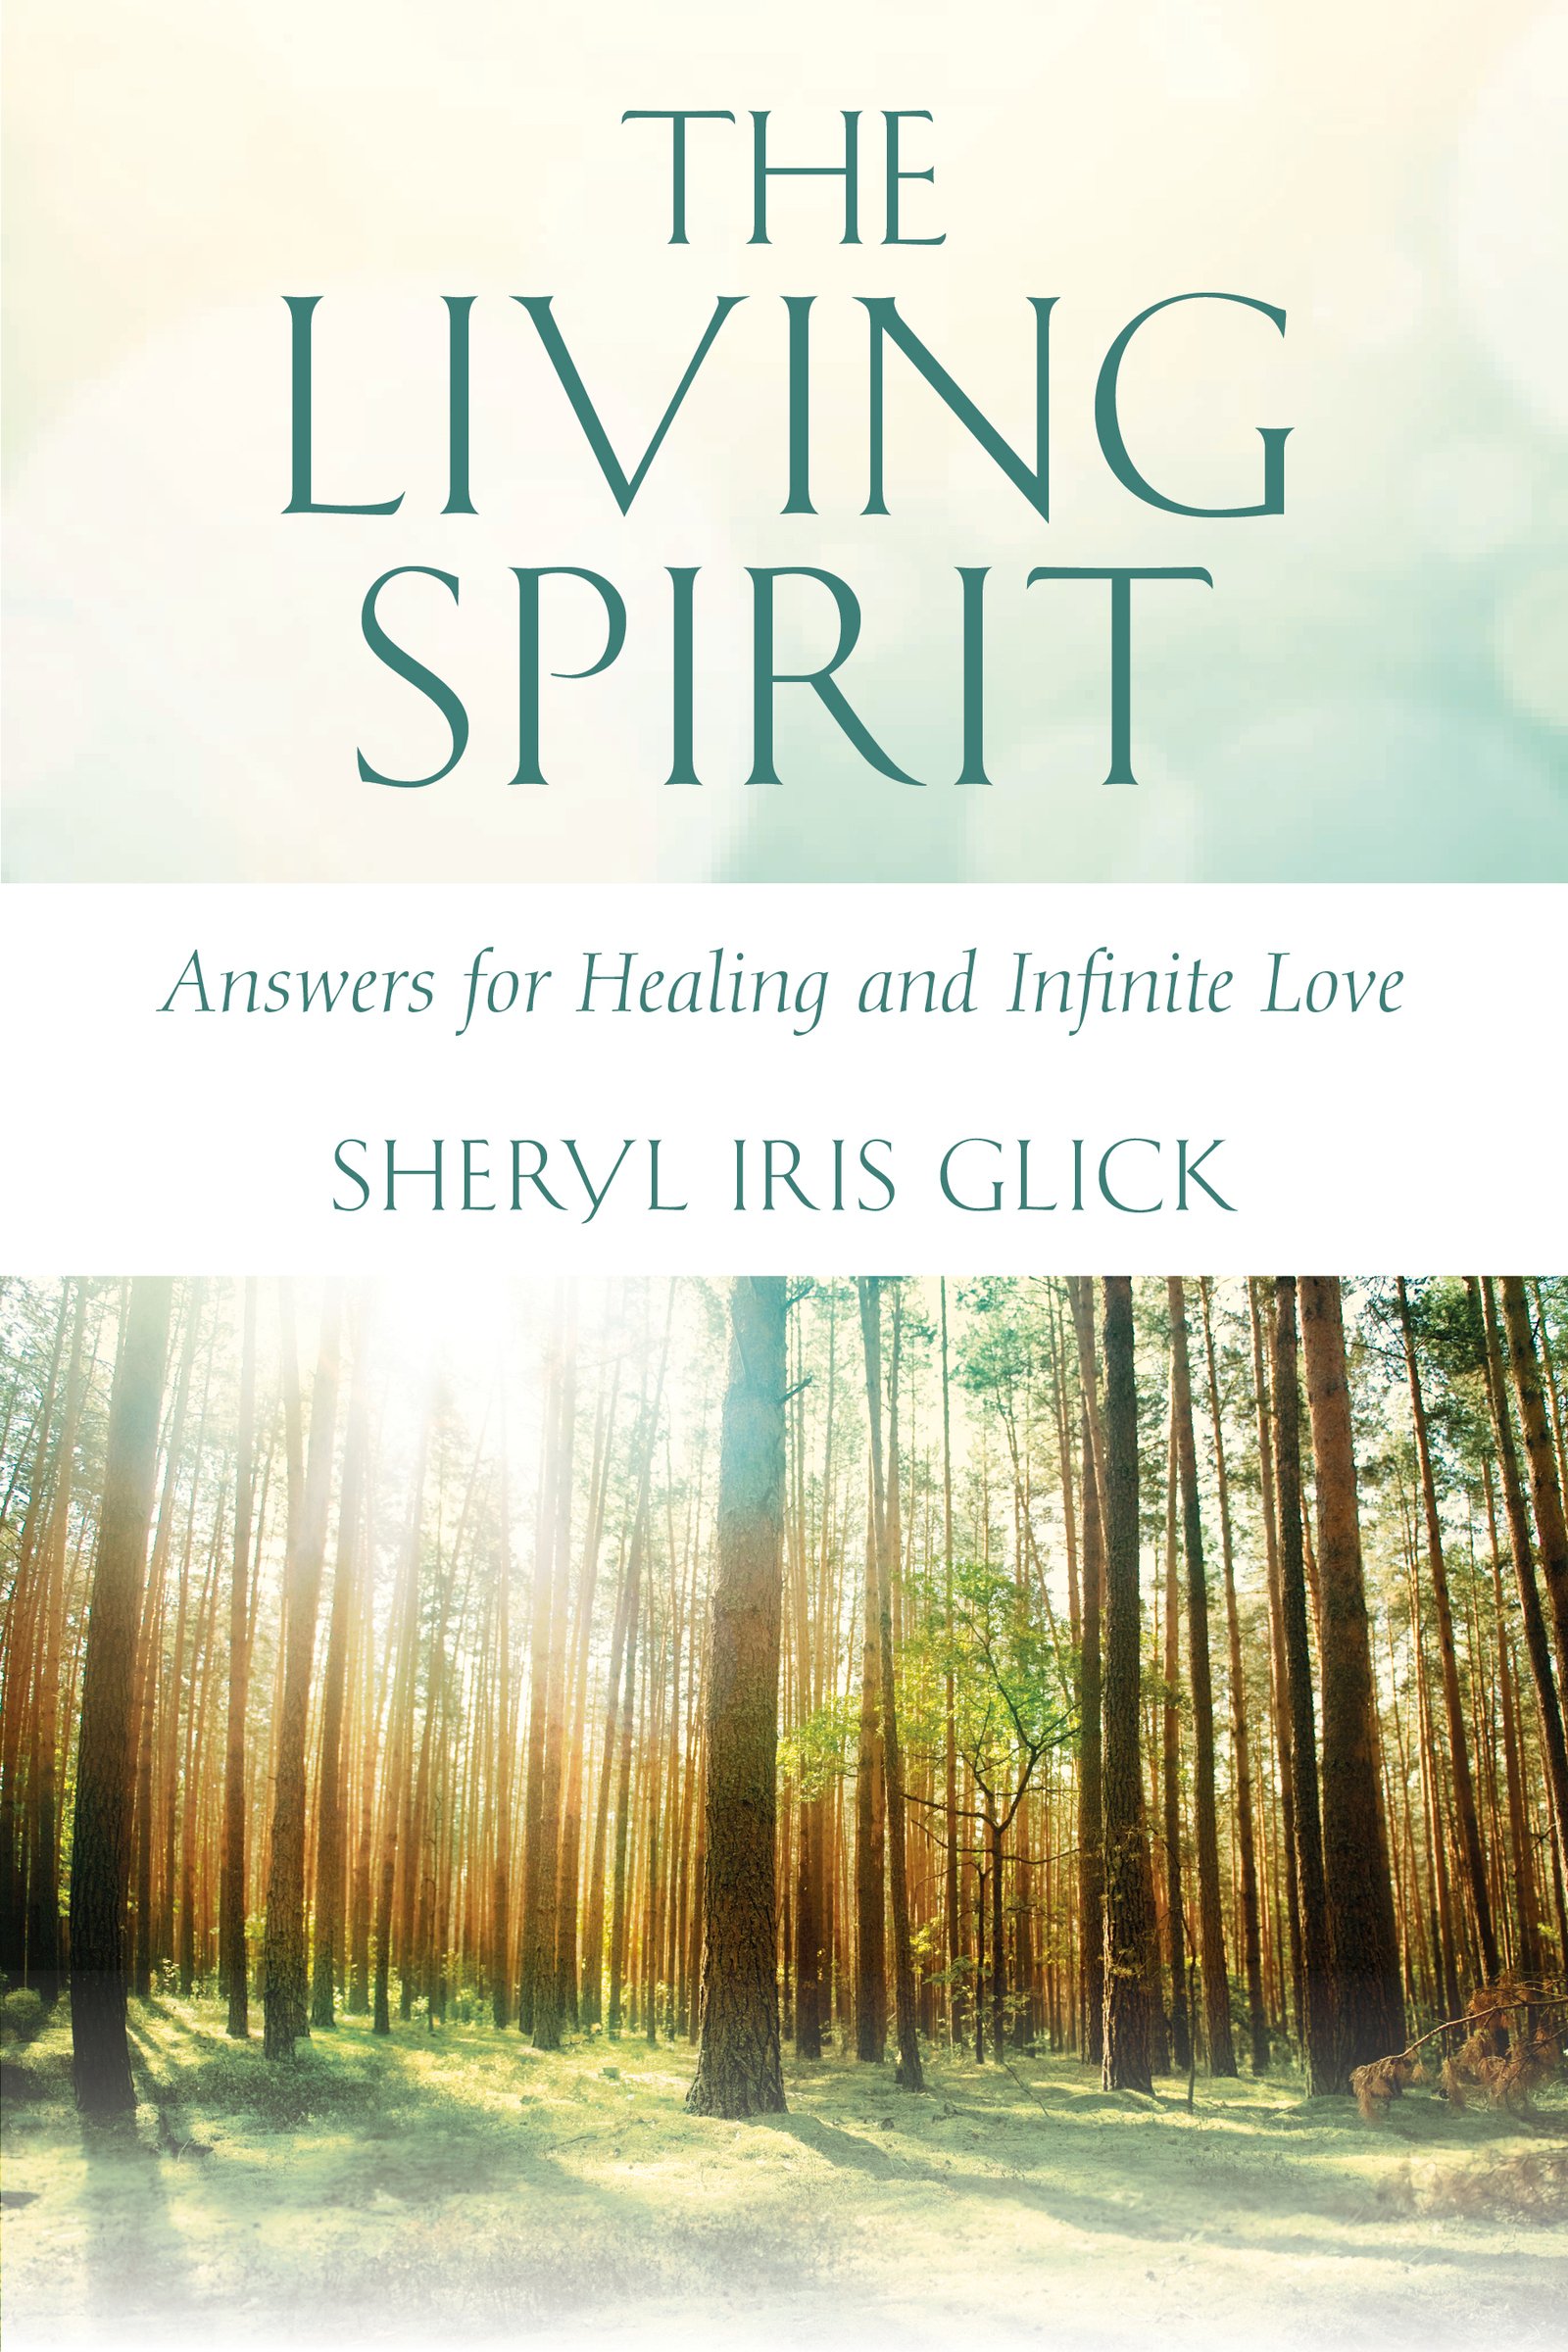 THE
LIVING
SPIRIT
Answers for Healing and Infinite Love
SHERYL IRIS GLICK